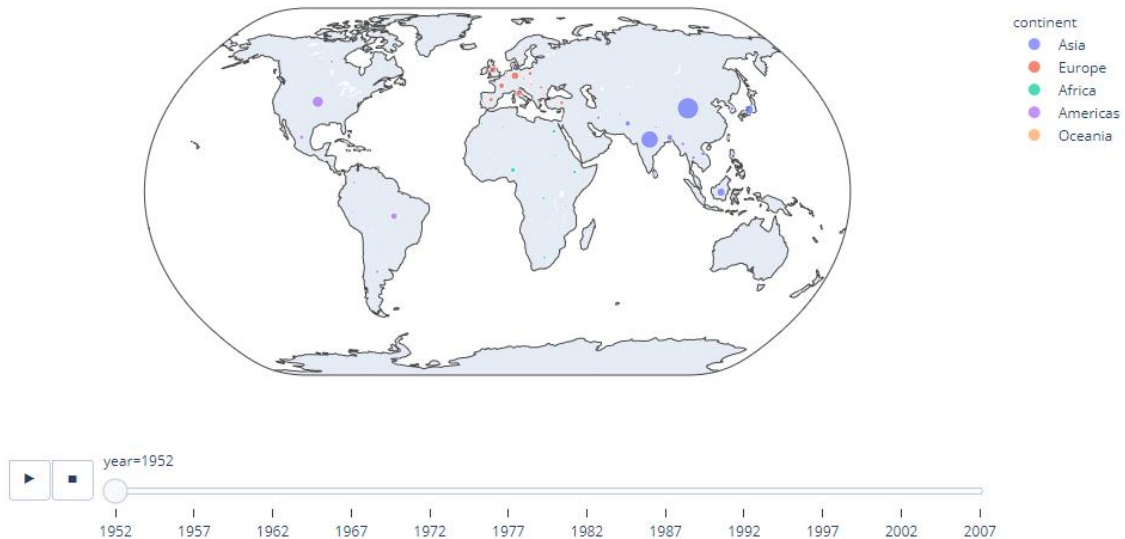 continent
Asia
Europe
Africa
Americas
Oceania
year=1952
1952 1957 1962 1967 1972 1977 1982 1987 1992 1997 2002 2007